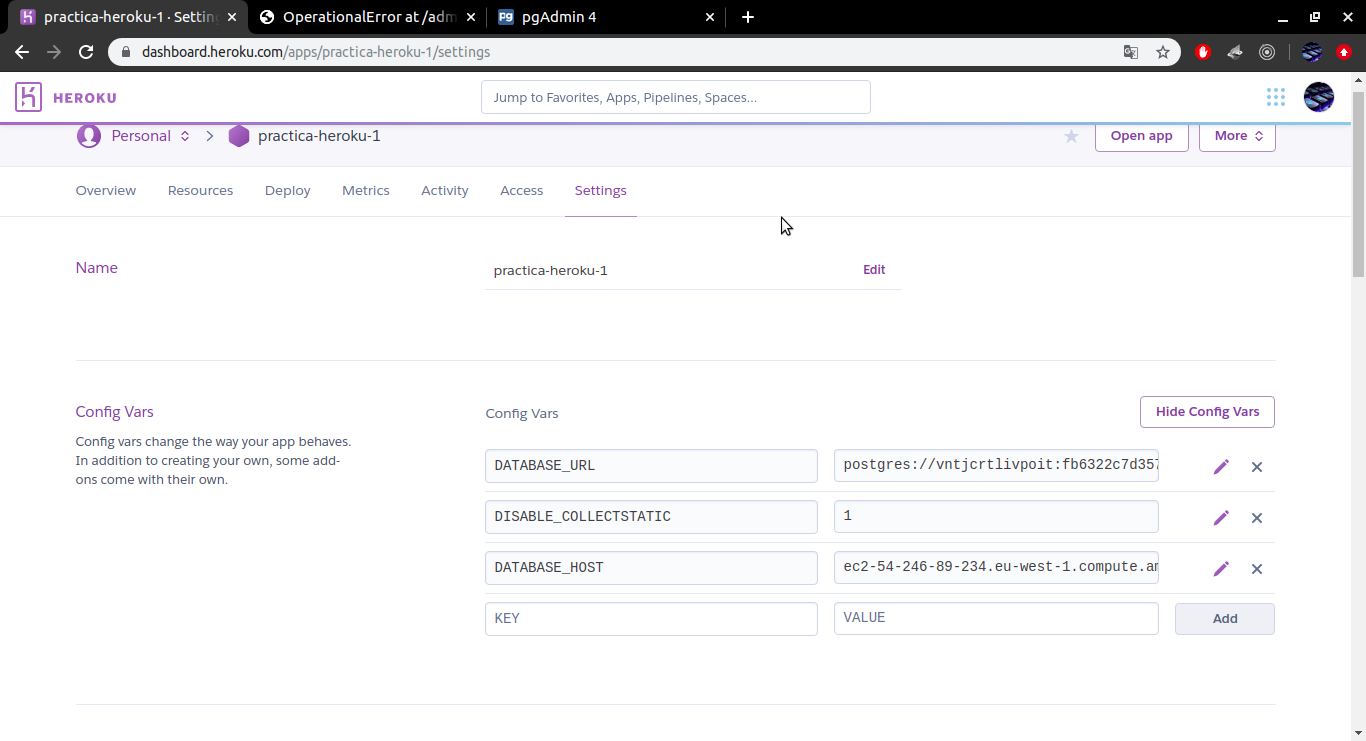 practica-heroku-1 · Settin
OperationalError at /adm
pgAdmin 4
dashboard.heroku.com/apps/practica-heroku-1/settings
HEROKU
Jump to Favorites, Apps, Pipelines, Spaces...
Personal > practica-heroku-1
Open app
More
Overview
Resources
Deploy
Metrics
Activity
Access
Settings
Name
practica-heroku-1
Edit
Config Vars
Config vars change the way your app behaves.
In addition to creating your own, some add-
ons come with their own.
Config Vars
Hide Config Vars
DATABASE_URL
postgres://vntjcrtlivpoit:fb6322c7d357
DISABLE_COLLECTSTATIC
1
DATABASE_HOST
ec2-54-246-89-234.eu-west-1.compute.am
KEY
VALUE
Add